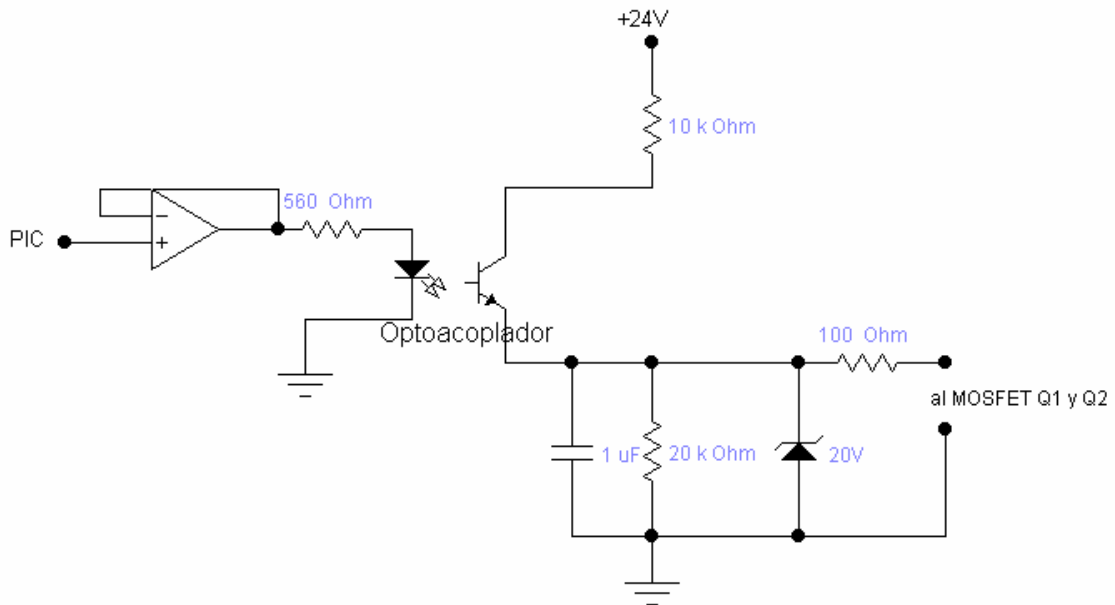 +24V
10 k Ohm
560 Ohm
PIC
Optoacoplador
100 Ohm
al MOSFET Q1 y Q2
1 uF
20 k Ohm
20V